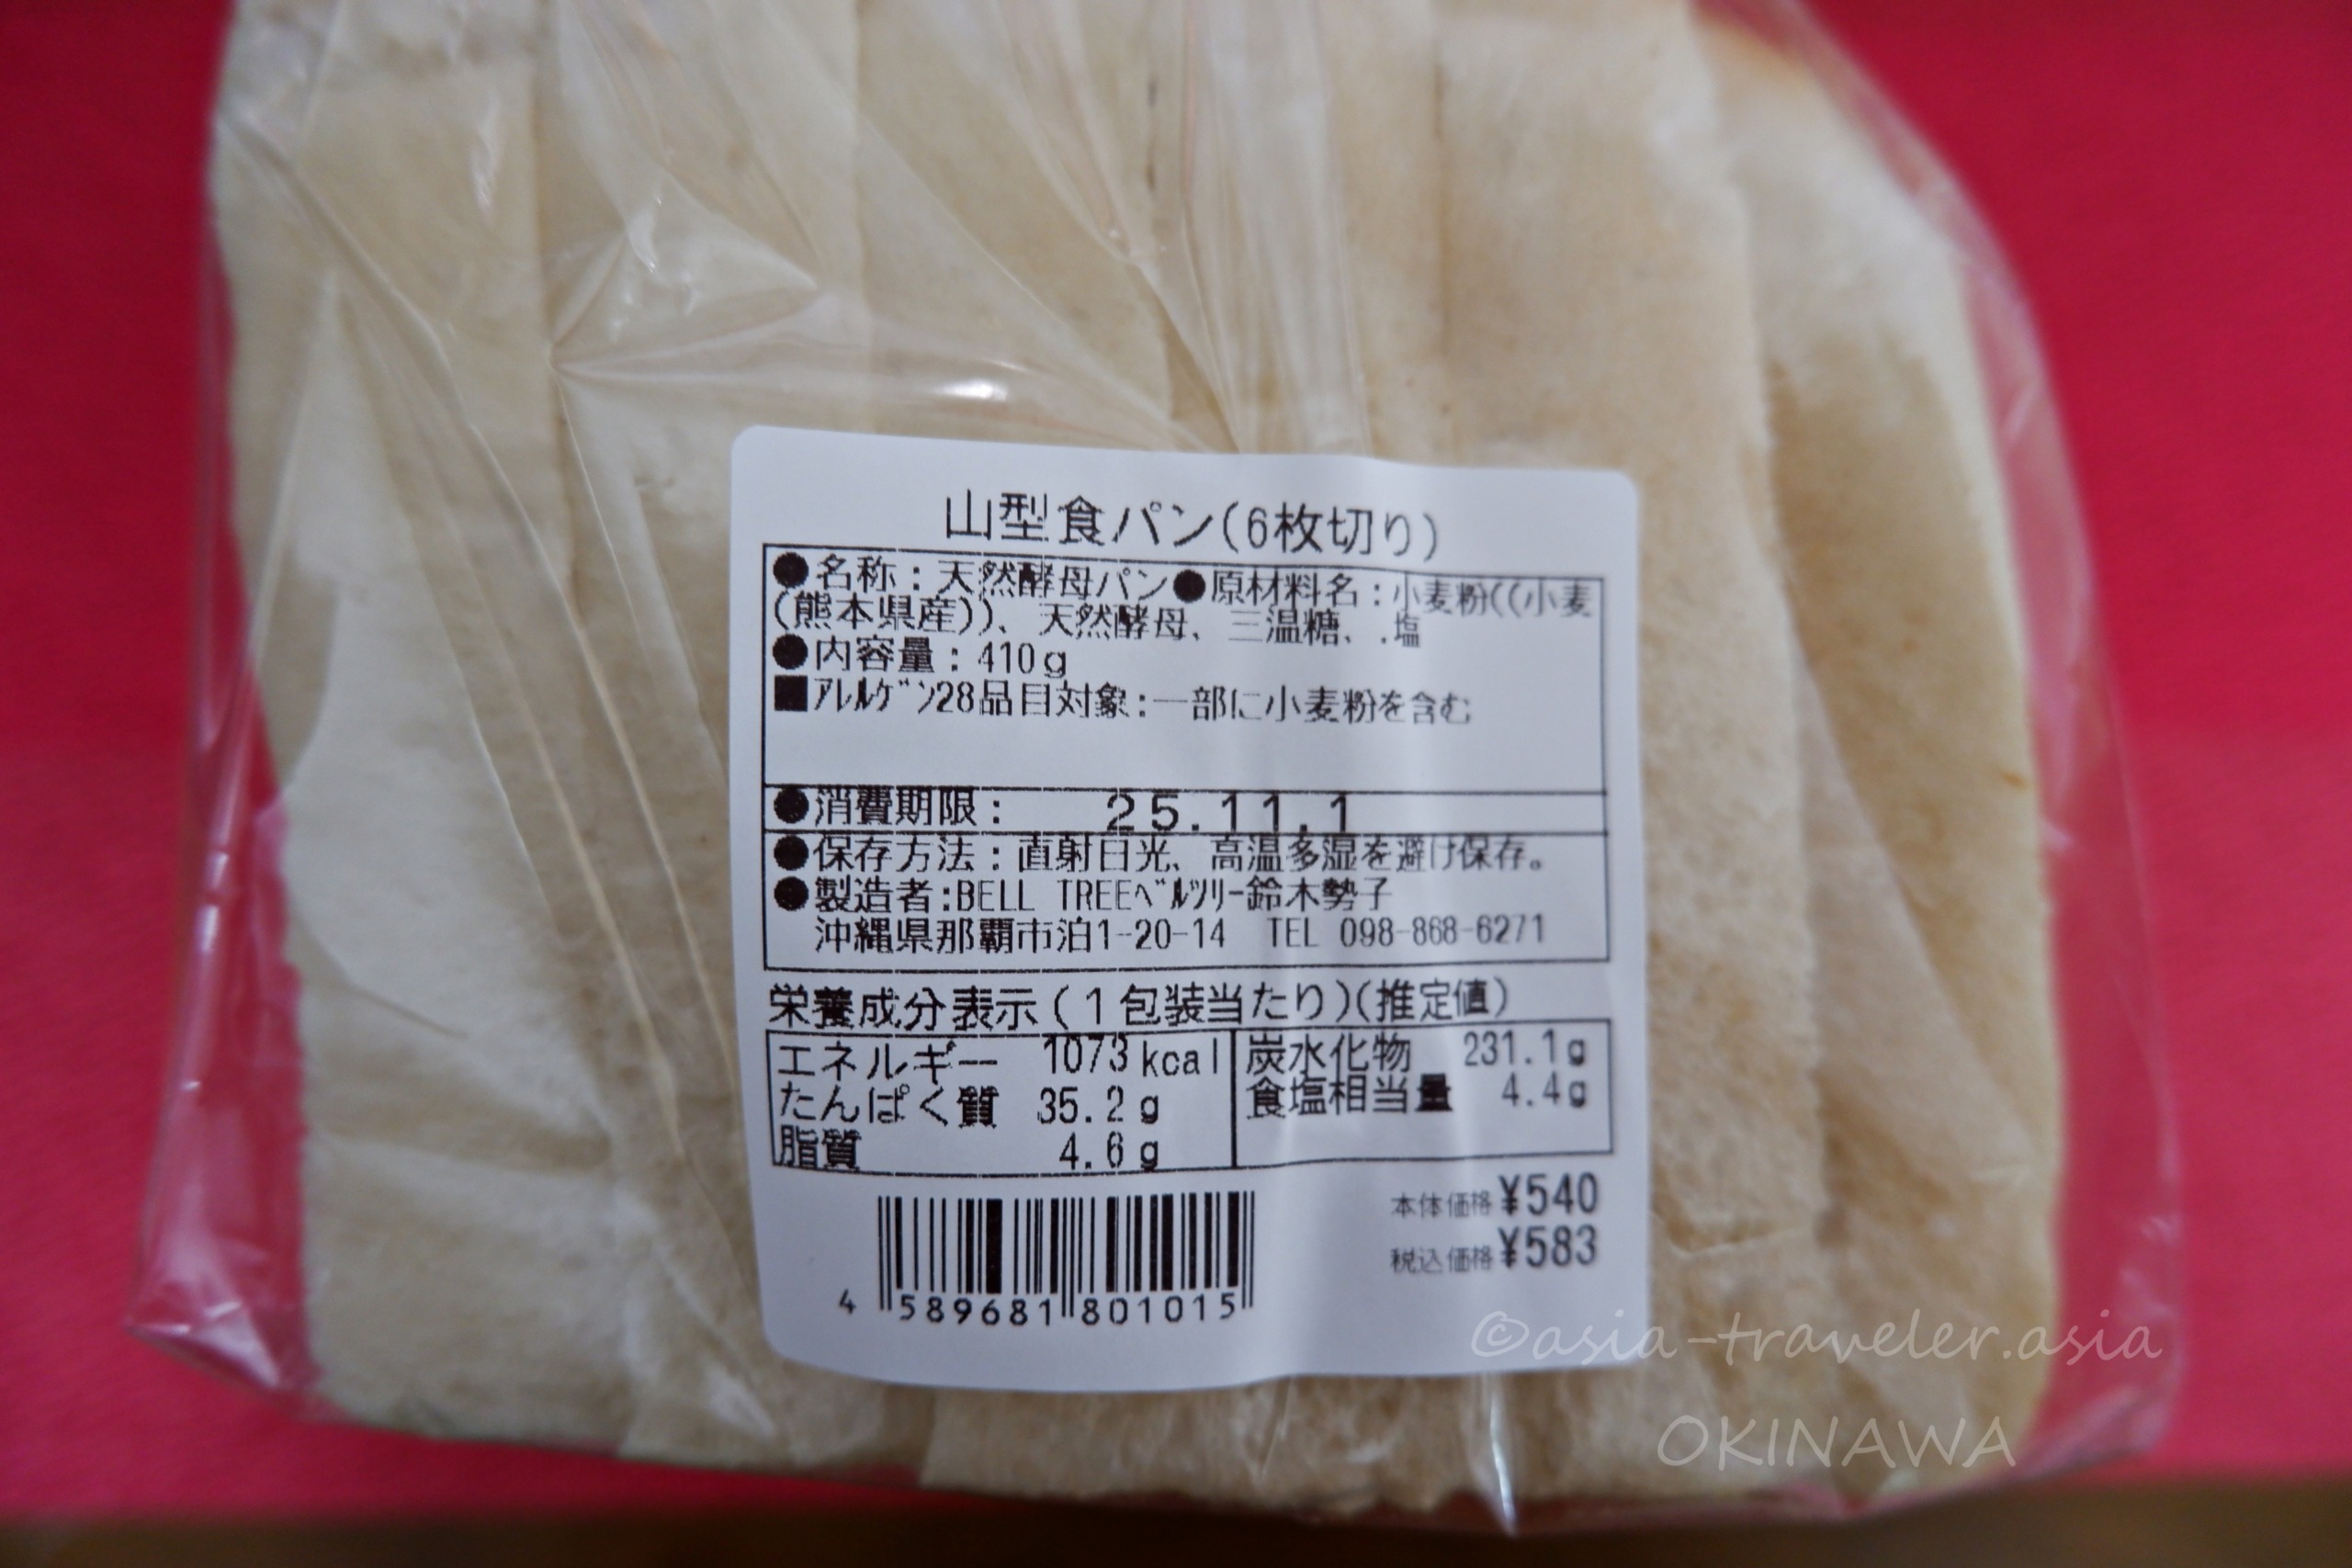 山型食パン(6枚切り)
●名称：天然酵母パン●原材料名：小麦粉((小麦
(熊本県産))、天然酵母、三温糖、.塩
●内容量：410g
■ｱﾚﾙｹﾞﾝ28品目対象:一部に小麦粉を含む
●消費期限： 25.11.1
●保存方法：直射日光、高温多湿を避け保存。
●製造者:BELL TREEﾍﾞﾙﾂﾘｰ鈴木勢子
沖縄県那覇市泊1-20-14 TEL 098-868-6271
栄養成分表示(1包装当たり)(推定値)
エネルギー 1073kcal 炭水化物 231.1g
たんぱく質 35.2g 食塩相当量 4.4g
脂質 4.6g
本体価格¥540
税込価格¥583
4 589681 801015
©asia-traveler.asia
OKINAWA